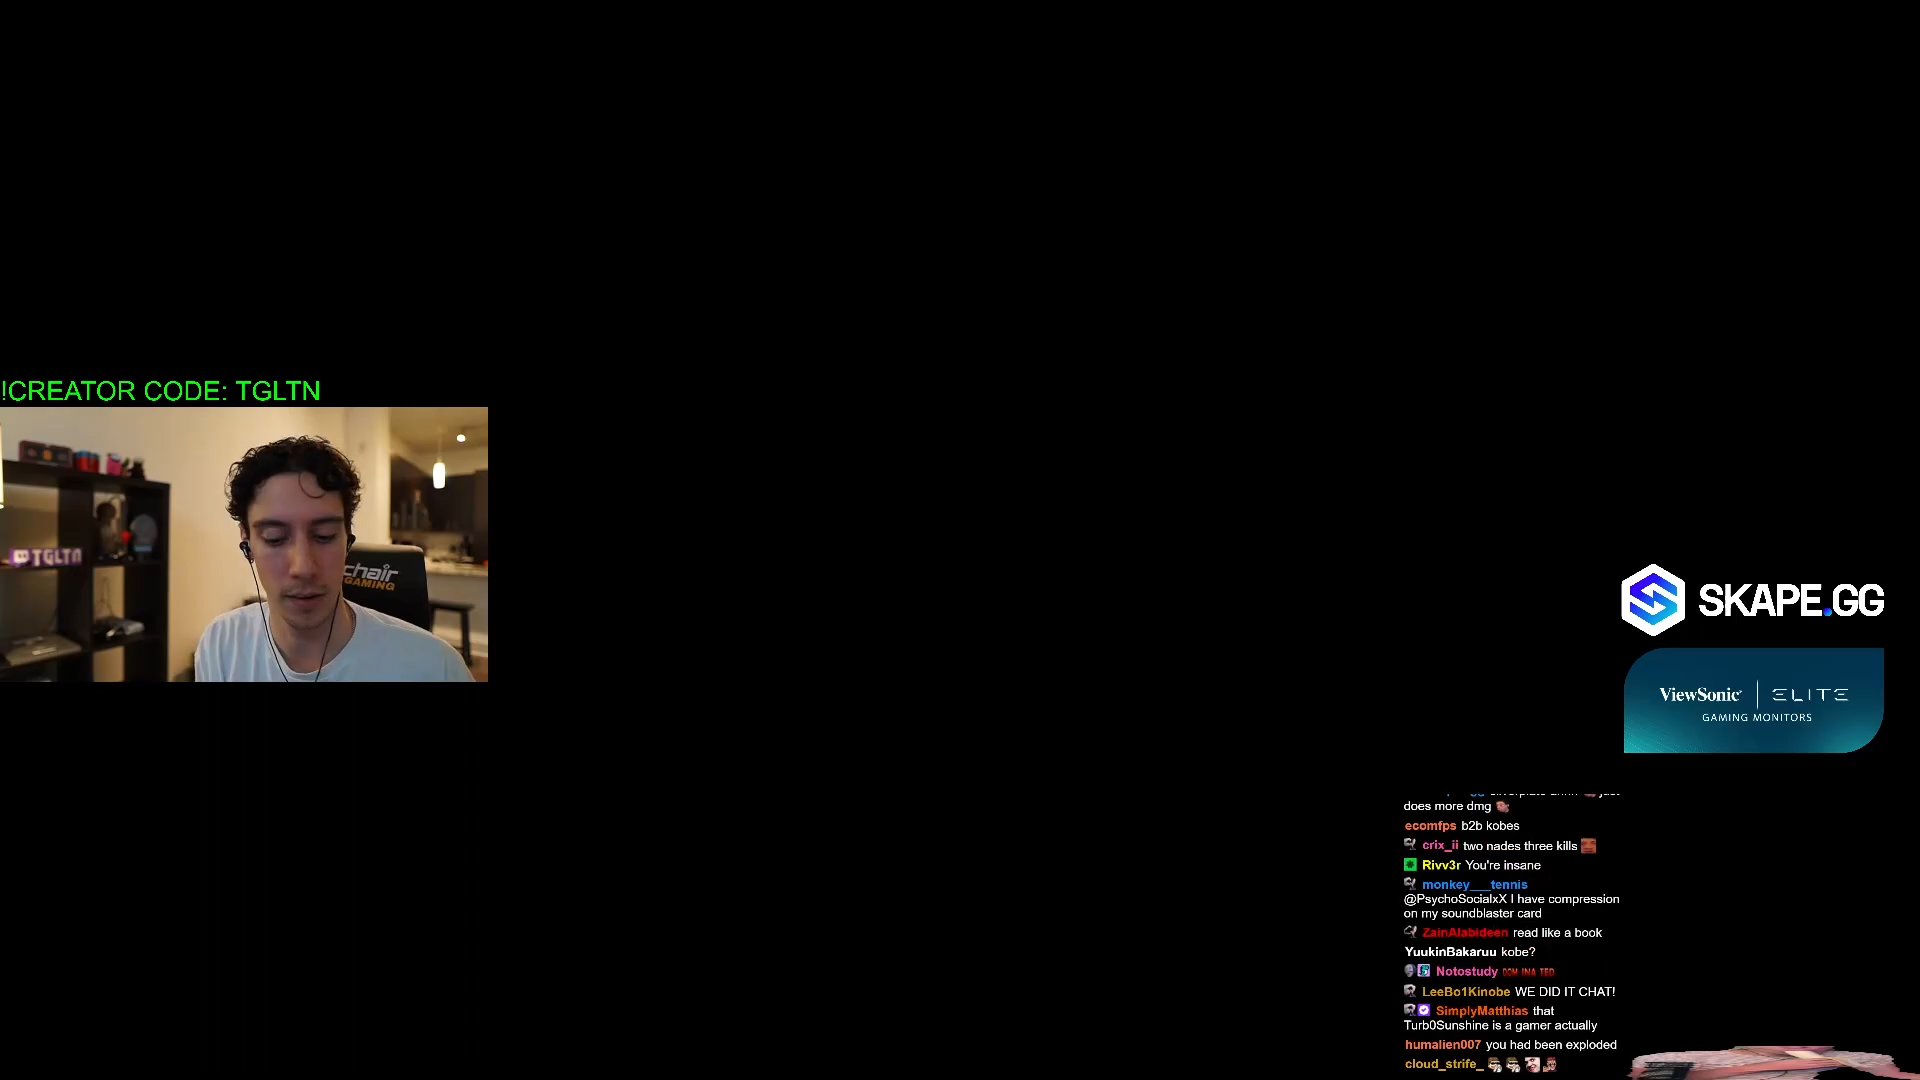 !CREATOR CODE: TGLTN
TGLTN
chair
GAMING
SKAPE.GG
ViewSonic ELITE
GAMING MONITORS
does more dmg
ecomfps b2b kobes
crix_ii two nades three kills
Rivv3r You're insane
monkey___tennis
@PsychoSocialxX I have compression
on my soundblaster card
ZainAlabideen read like a book
YuukinBakaruu kobe?
Notostudy DOM INA TED
LeeBo1Kinobe WE DID IT CHAT!
SimplyMatthias that
Turb0Sunshine is a gamer actually
humalien007 you had been exploded
cloud_strife_